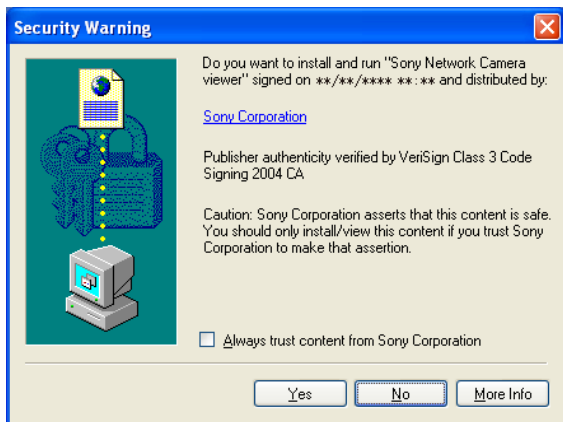 Security Warning
Do you want to install and run "Sony Network Camera
viewer" signed on **/**/**** **:** and distributed by:
Sony Corporation
Publisher authenticity verified by VeriSign Class 3 Code
Signing 2004 CA
Caution: Sony Corporation asserts that this content is safe.
You should only install/view this content if you trust Sony
Corporation to make that assertion.
Always trust content from Sony Corporation
Yes
No
More Info